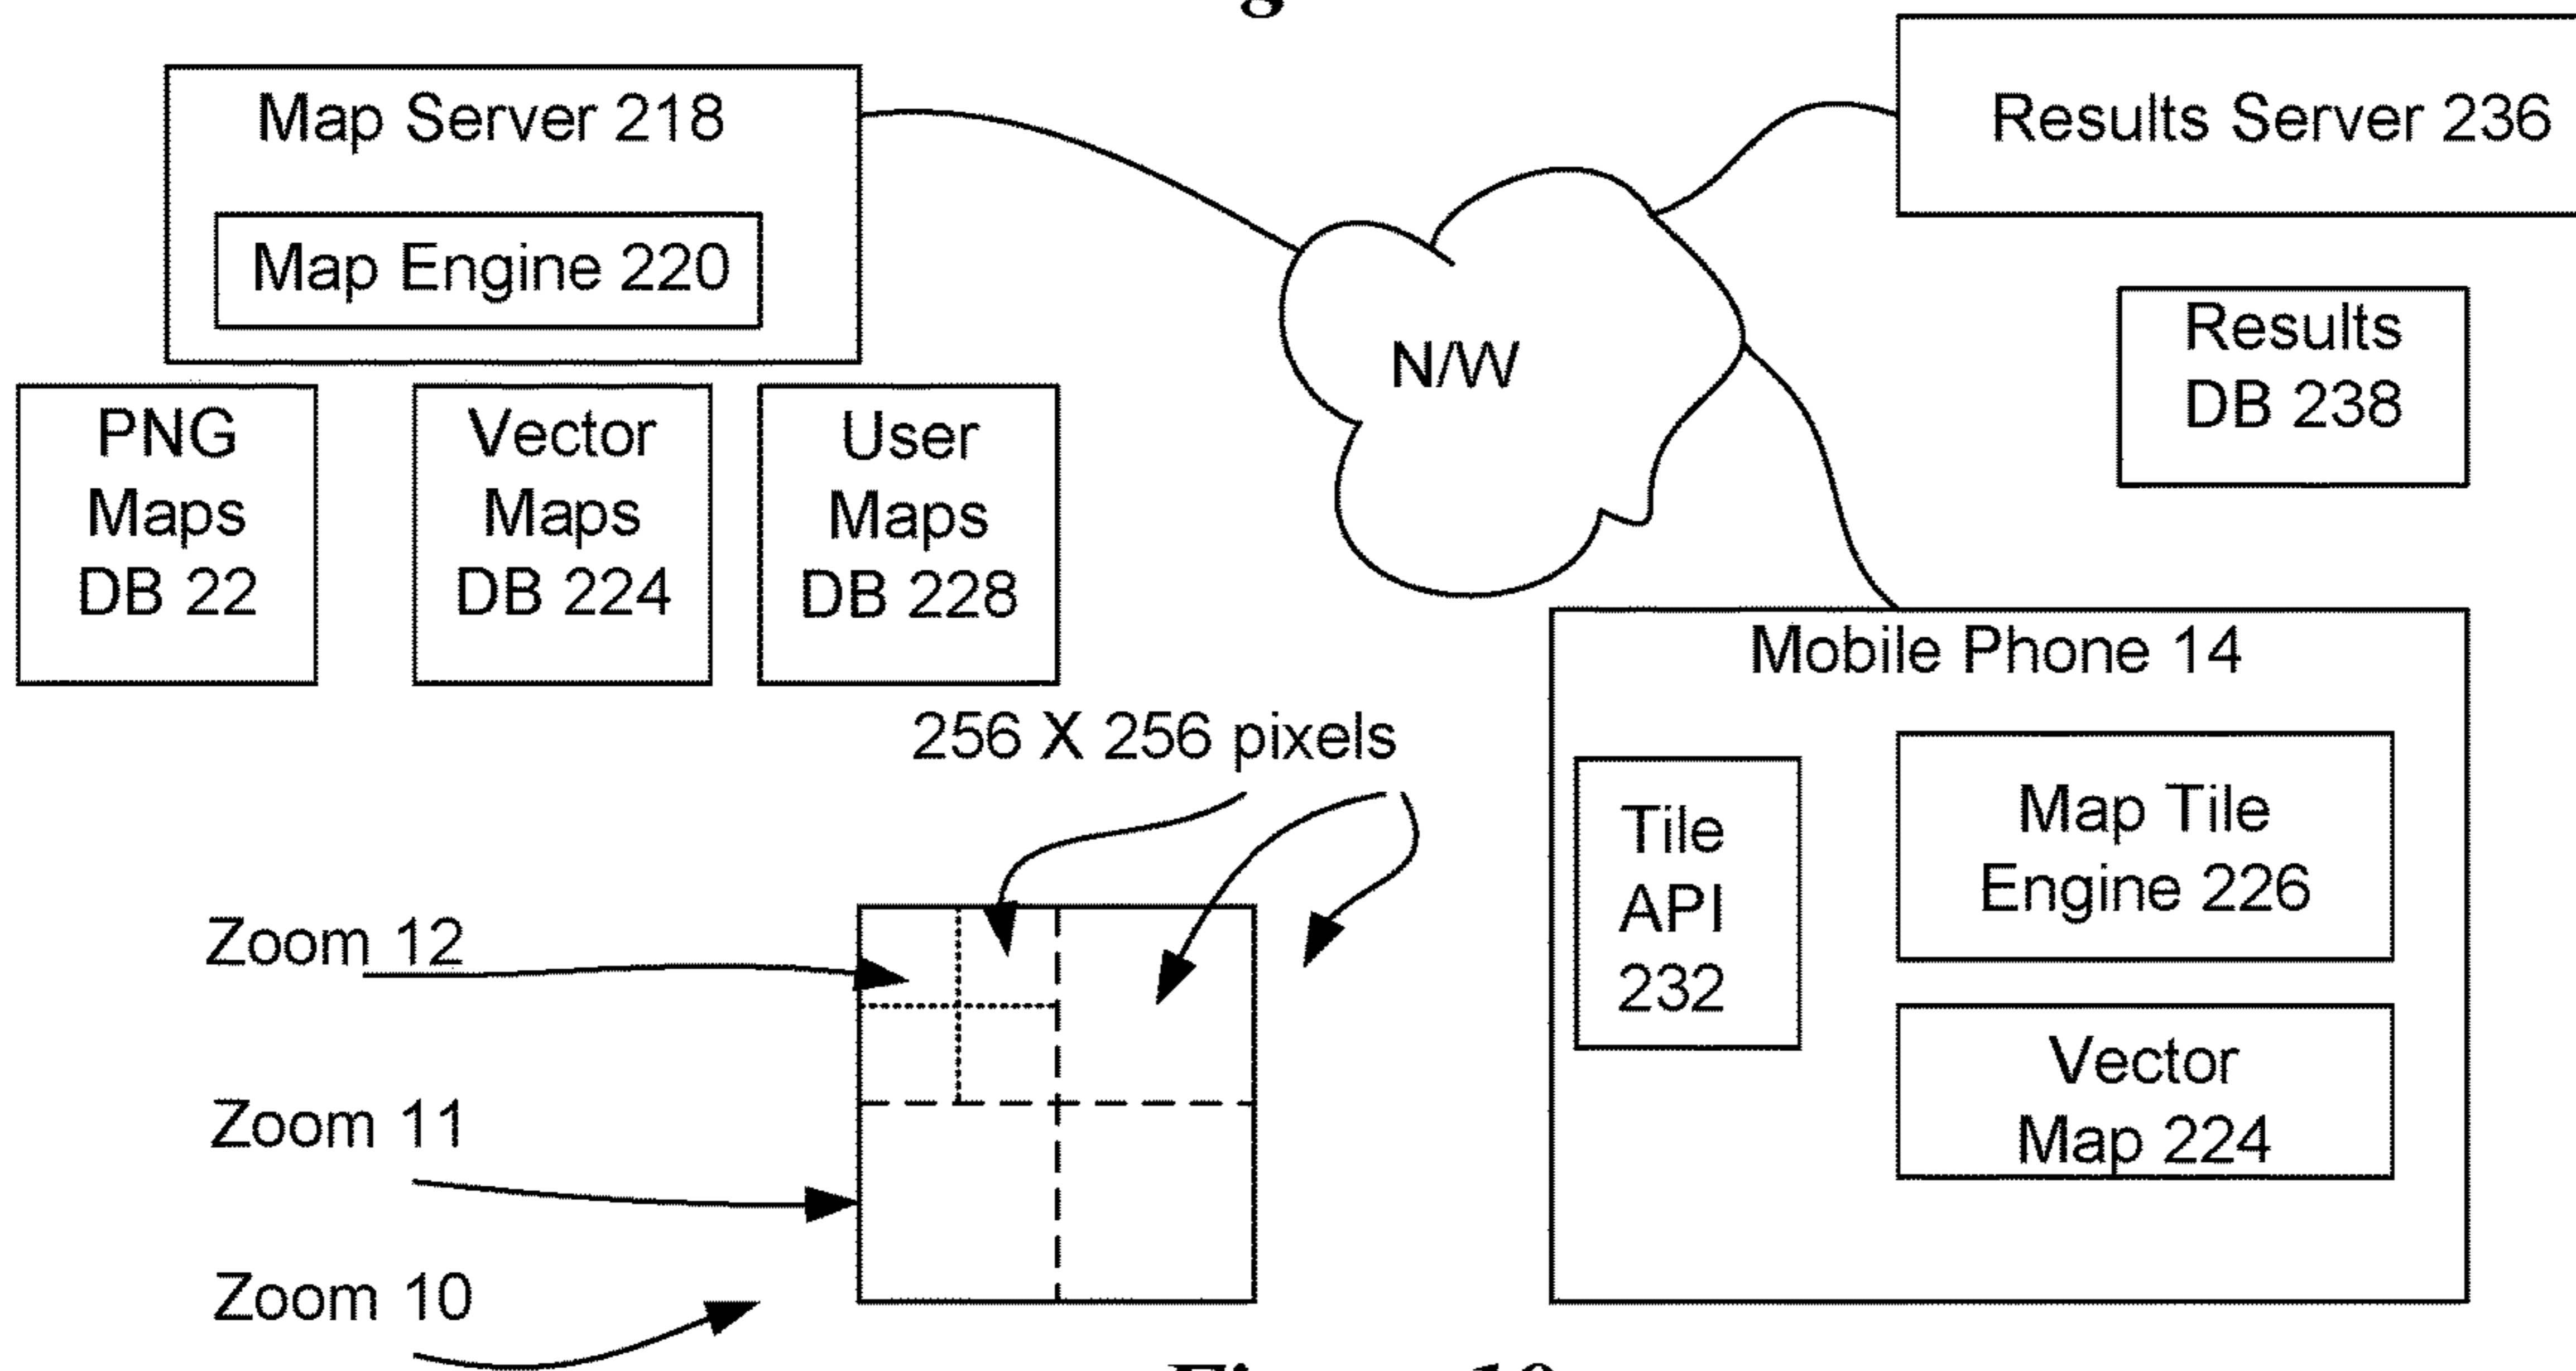 Map Server 218
Map Engine 220
Results Server 236
N/W
Results
DB 238
PNG
Maps
DB 22
Vector
Maps
DB 224
User
Maps
DB 228
Mobile Phone 14
Tile
API
232
Map Tile
Engine 226
Vector
Map 224
256 X 256 pixels
Zoom 12
Zoom 11
Zoom 10